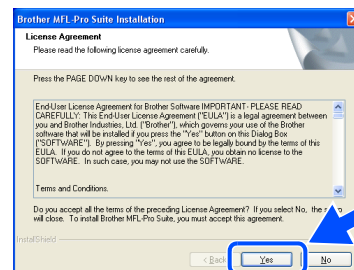 Brother MFL-Pro Suite Installation
License Agreement
Please read the following license agreement carefully.
Press the PAGE DOWN key to see the rest of the agreement.
End-User License Agreement for Brother Software IMPORTANT- PLEASE READ
CAREFULLY: This End-User License Agreement ("EULA") is a legal agreement between
you and Brother Industries, Ltd. ("Brother"), which governs your use of the Brother
software that will be installed if you press the "Yes" button on this Dialog Box
("SOFTWARE"). By pressing "Yes", you agree to be legally bound by the terms of this
EULA. If you do not agree to the terms of this EULA, you obtain no license to the
SOFTWARE. In such case, you may not use the SOFTWARE.
Terms and Conditions.
Do you accept all the terms of the preceding License Agreement? If you select No, the
will close. To install Brother MFL-Pro Suite, you must accept this agreement.
InstallShield
< Back
Yes
No